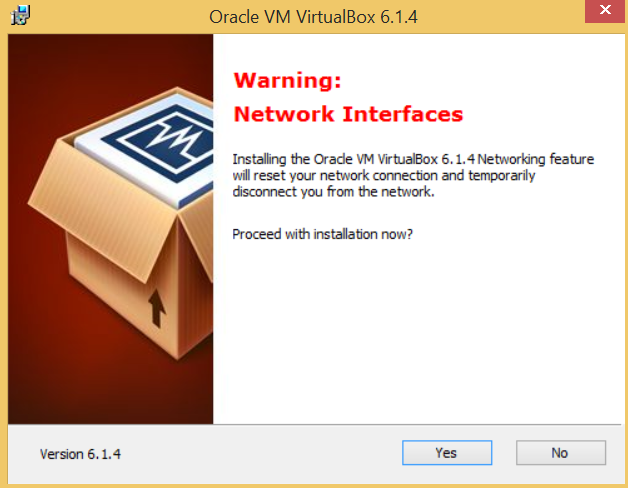 Oracle VM VirtualBox 6.1.4
Warning:
Network Interfaces
Installing the Oracle VM VirtualBox 6.1.4 Networking feature
will reset your network connection and temporarily
disconnect you from the network.
Proceed with installation now?
Version 6.1.4
Yes
No